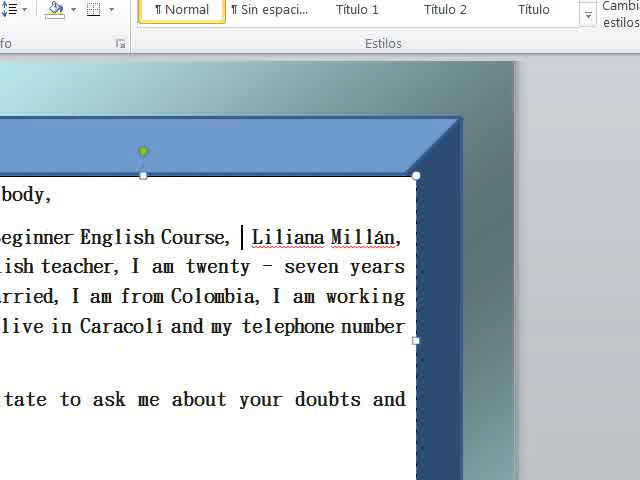 ¶ Normal ¶ Sin espaci... Título 1 Título 2 Título Cambia
estilos
fo Estilos
body,
eginner English Course, Liliana Millán,
lish teacher, I am twenty - seven years
rried, I am from Colombia, I am working
live in Caracolí and my telephone number
tate to ask me about your doubts and